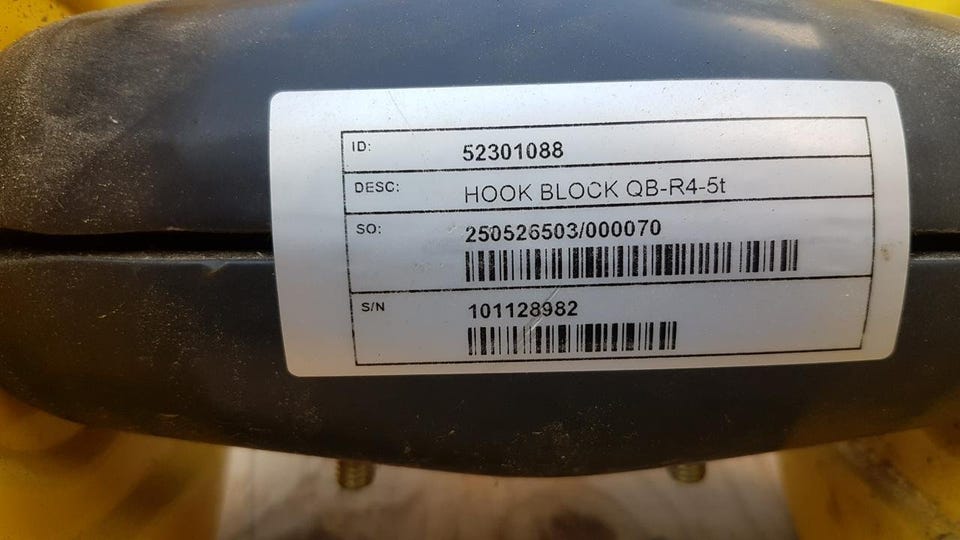 ID: 52301088
DESC: HOOK BLOCK QB-R4-5t
SO: 250526503/000070
S/N 101128982